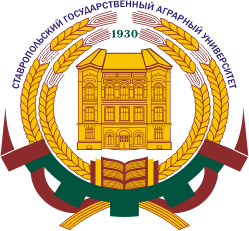 СТАВРОПОЛЬСКИЙ ГОСУДАРСТВЕННЫЙ АГРАРНЫЙ УНИВЕРСИТЕТ
1930